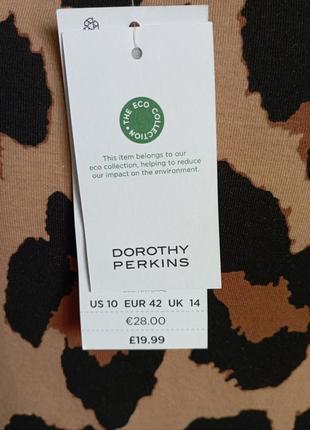 THE ECO COLLECTION
This item belongs to our
eco collection, helping to reduce
our impact on the environment.
DOROTHY
PERKINS
US 10 EUR 42 UK 14
€28.00
£19.99